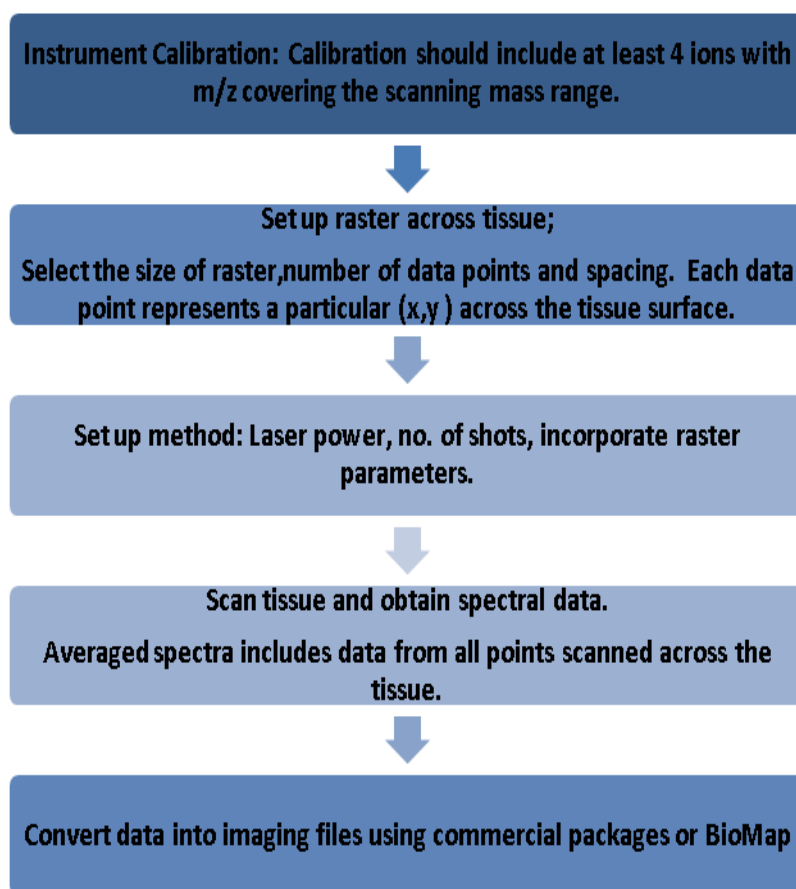 Instrument Calibration: Calibration should include at least 4 ions with
m/z covering the scanning mass range.
Set up raster across tissue;
Select the size of raster,number of data points and spacing. Each data
point represents a particular (x,y ) across the tissue surface.
Set up method: Laser power, no. of shots, incorporate raster
parameters.
Scan tissue and obtain spectral data.
Averaged spectra includes data from all points scanned across the
tissue.
Convert data into imaging files using commercial packages or BioMap